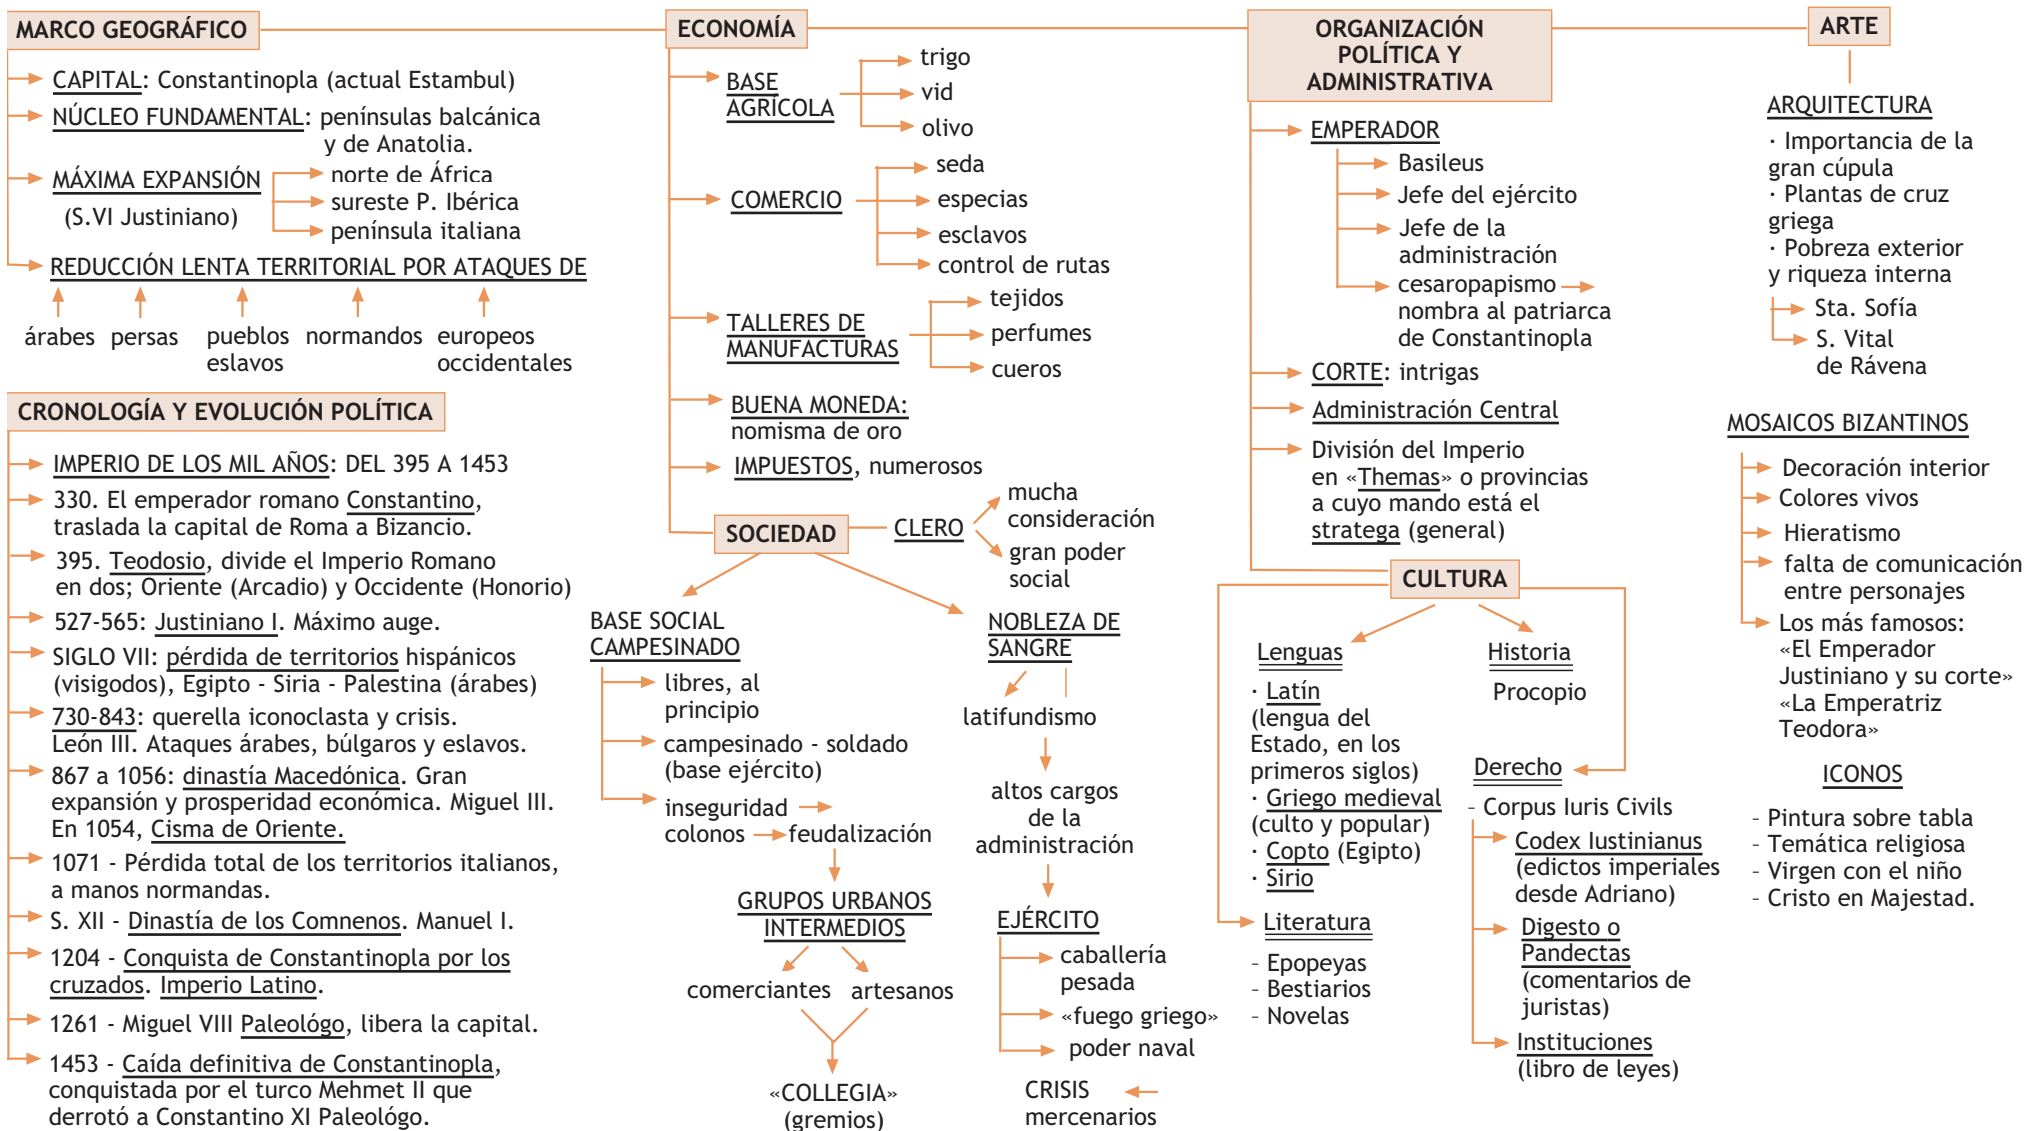 MARCO GEOGRÁFICO
CAPITAL: Constantinopla (actual Estambul)
NÚCLEO FUNDAMENTAL: penínsulas balcánica
y de Anatolia.
MÁXIMA EXPANSIÓN
(S.VI Justiniano)
norte de África
sureste P. Ibérica
península italiana
REDUCCIÓN LENTA TERRITORIAL POR ATAQUES DE
árabes
persas
pueblos
eslavos
normandos
europeos
occidentales
CRONOLOGÍA Y EVOLUCIÓN POLÍTICA
IMPERIO DE LOS MIL AÑOS: DEL 395 A 1453
330. El emperador romano Constantino,
traslada la capital de Roma a Bizancio.
395. Teodosio, divide el Imperio Romano
en dos; Oriente (Arcadio) y Occidente (Honorio)
527-565: Justiniano I. Máximo auge.
SIGLO VII: pérdida de territorios hispánicos
(visigodos), Egipto - Siria - Palestina (árabes)
730-843: querella iconoclasta y crisis.
León III. Ataques árabes, búlgaros y eslavos.
867 a 1056: dinastía Macedónica. Gran
expansión y prosperidad económica. Miguel III.
En 1054, Cisma de Oriente.
1071 - Pérdida total de los territorios italianos,
a manos normandas.
S. XII - Dinastía de los Comnenos. Manuel I.
1204 - Conquista de Constantinopla por los
cruzados. Imperio Latino.
1261 - Miguel VIII Paleológo, libera la capital.
1453 - Caída definitiva de Constantinopla,
conquistada por el turco Mehmet II que
derrotó a Constantino XI Paleológo.
ECONOMÍA
BASE
AGRÍCOLA
trigo
vid
olivo
COMERCIO
seda
especias
esclavos
control de rutas
TALLERES DE
MANUFACTURAS
tejidos
perfumes
cueros
BUENA MONEDA:
nomisma de oro
IMPUESTOS, numerosos
SOCIEDAD
CLERO
mucha
consideración
gran poder
social
BASE SOCIAL
CAMPESINADO
libres, al
principio
campesinado - soldado
(base ejército)
inseguridad
colonos
feudalización
GRUPOS URBANOS
INTERMEDIOS
comerciantes
artesanos
«COLLEGIA»
(gremios)
NOBLEZA DE
SANGRE
latifundismo
altos cargos
de la
administración
EJÉRCITO
caballería
pesada
«fuego griego»
poder naval
CRISIS
mercenarios
ORGANIZACIÓN
POLÍTICA Y
ADMINISTRATIVA
EMPERADOR
Basileus
Jefe del ejército
Jefe de la
administración
cesaropapismo
nombra al patriarca
de Constantinopla
CORTE: intrigas
Administración Central
División del Imperio
en «Themas» o provincias
a cuyo mando está el
stratega (general)
CULTURA
Lenguas
· Latín
(lengua del
Estado, en los
primeros siglos)
· Griego medieval
(culto y popular)
· Copto (Egipto)
· Sirio
Literatura
- Epopeyas
- Bestiarios
- Novelas
Historia
Procopio
Derecho
- Corpus Iuris Civils
Codex Iustinianus
(edictos imperiales
desde Adriano)
Digesto o
Pandectas
(comentarios de
juristas)
Instituciones
(libro de leyes)
ARTE
ARQUITECTURA
· Importancia de la
gran cúpula
· Plantas de cruz
griega
· Pobreza exterior
y riqueza interna
Sta. Sofía
S. Vital
de Rávena
MOSAICOS BIZANTINOS
Decoración interior
Colores vivos
Hieratismo
falta de comunicación
entre personajes
Los más famosos:
«El Emperador
Justiniano y su corte»
«La Emperatriz
Teodora»
ICONOS
- Pintura sobre tabla
- Temática religiosa
- Virgen con el niño
- Cristo en Majestad.